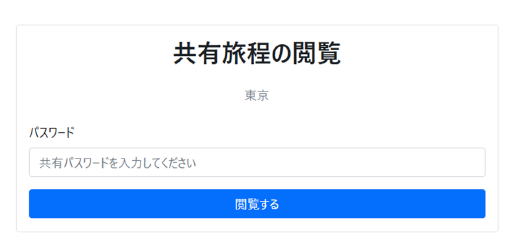 共有旅程の閲覧
東京
パスワード
共有パスワードを入力してください
閲覧する